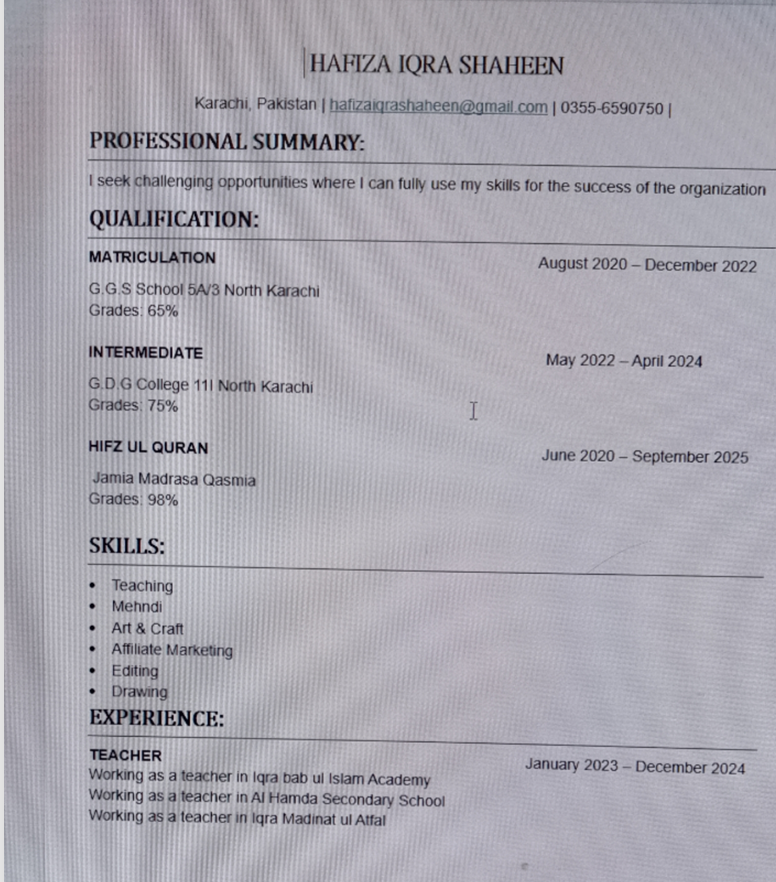 HAFIZA IQRA SHAHEEN
Karachi, Pakistan | hafizaiqrashaheen@gmail.com | 0355-6590750 |
PROFESSIONAL SUMMARY:
I seek challenging opportunities where I can fully use my skills for the success of the organization
QUALIFICATION:
MATRICULATION August 2020 – December 2022
G.G.S School 5A/3 North Karachi
Grades: 65%
INTERMEDIATE May 2022 – April 2024
G.D.G College 11I North Karachi
Grades: 75%
HIFZ UL QURAN June 2020 – September 2025
Jamia Madrasa Qasmia
Grades: 98%
SKILLS:
• Teaching
• Mehndi
• Art & Craft
• Affiliate Marketing
• Editing
• Drawing
EXPERIENCE:
TEACHER January 2023 – December 2024
Working as a teacher in Iqra bab ul Islam Academy
Working as a teacher in Al Hamda Secondary School
Working as a teacher in Iqra Madinat ul Atfal